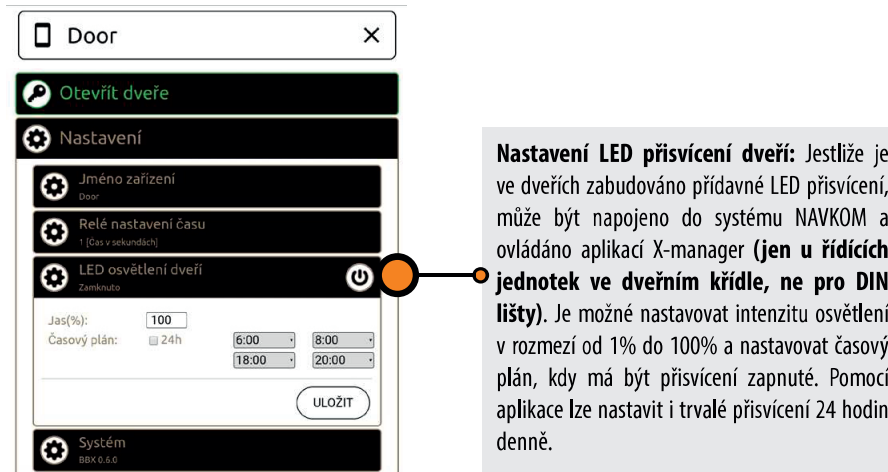 Door
Otevřít dveře
Nastavení
Jméno zařízení
Door
Relé nastavení času
1 [Čas v sekundách]
LED osvětlení dveří
Zamknuto
Jas(%): 100
Časový plán: 24h 6:00 8:00
18:00 20:00
ULOŽIT
Systém
BBX 0.6.0
Nastavení LED přisvícení dveří: Jestliže je
ve dveřích zabudováno přídavné LED přisvícení,
může být napojeno do systému NAVKOM a
ovládáno aplikací X-manager (jen u řídících
jednotek ve dveřním křídle, ne pro DIN
lišty). Je možné nastavovat intenzitu osvětlení
v rozmezí od 1% do 100% a nastavovat časový
plán, kdy má být přisvícení zapnuté. Pomocí
aplikace lze nastavit i trvalé přisvícení 24 hodin
denně.